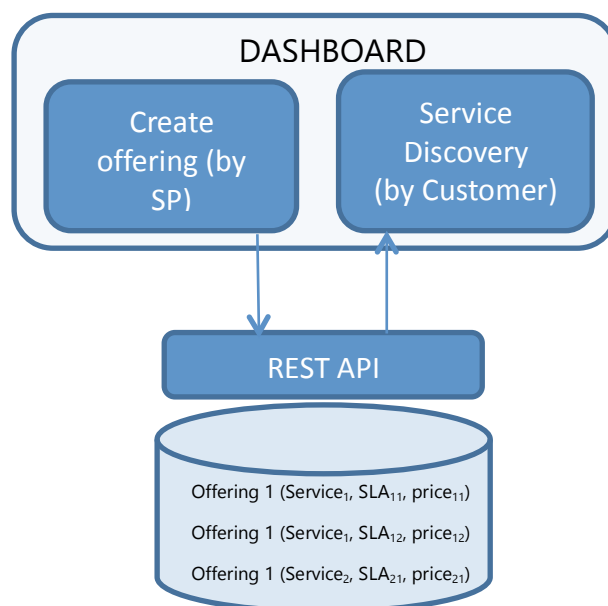 DASHBOARD
Create
offering (by
SP)
Service
Discovery
(by Customer)
REST API
Offering 1 (Service₁, SLA₁₁, price₁₁)
Offering 1 (Service₁, SLA₁₂, price₁₂)
Offering 1 (Service₂, SLA₂₁, price₂₁)